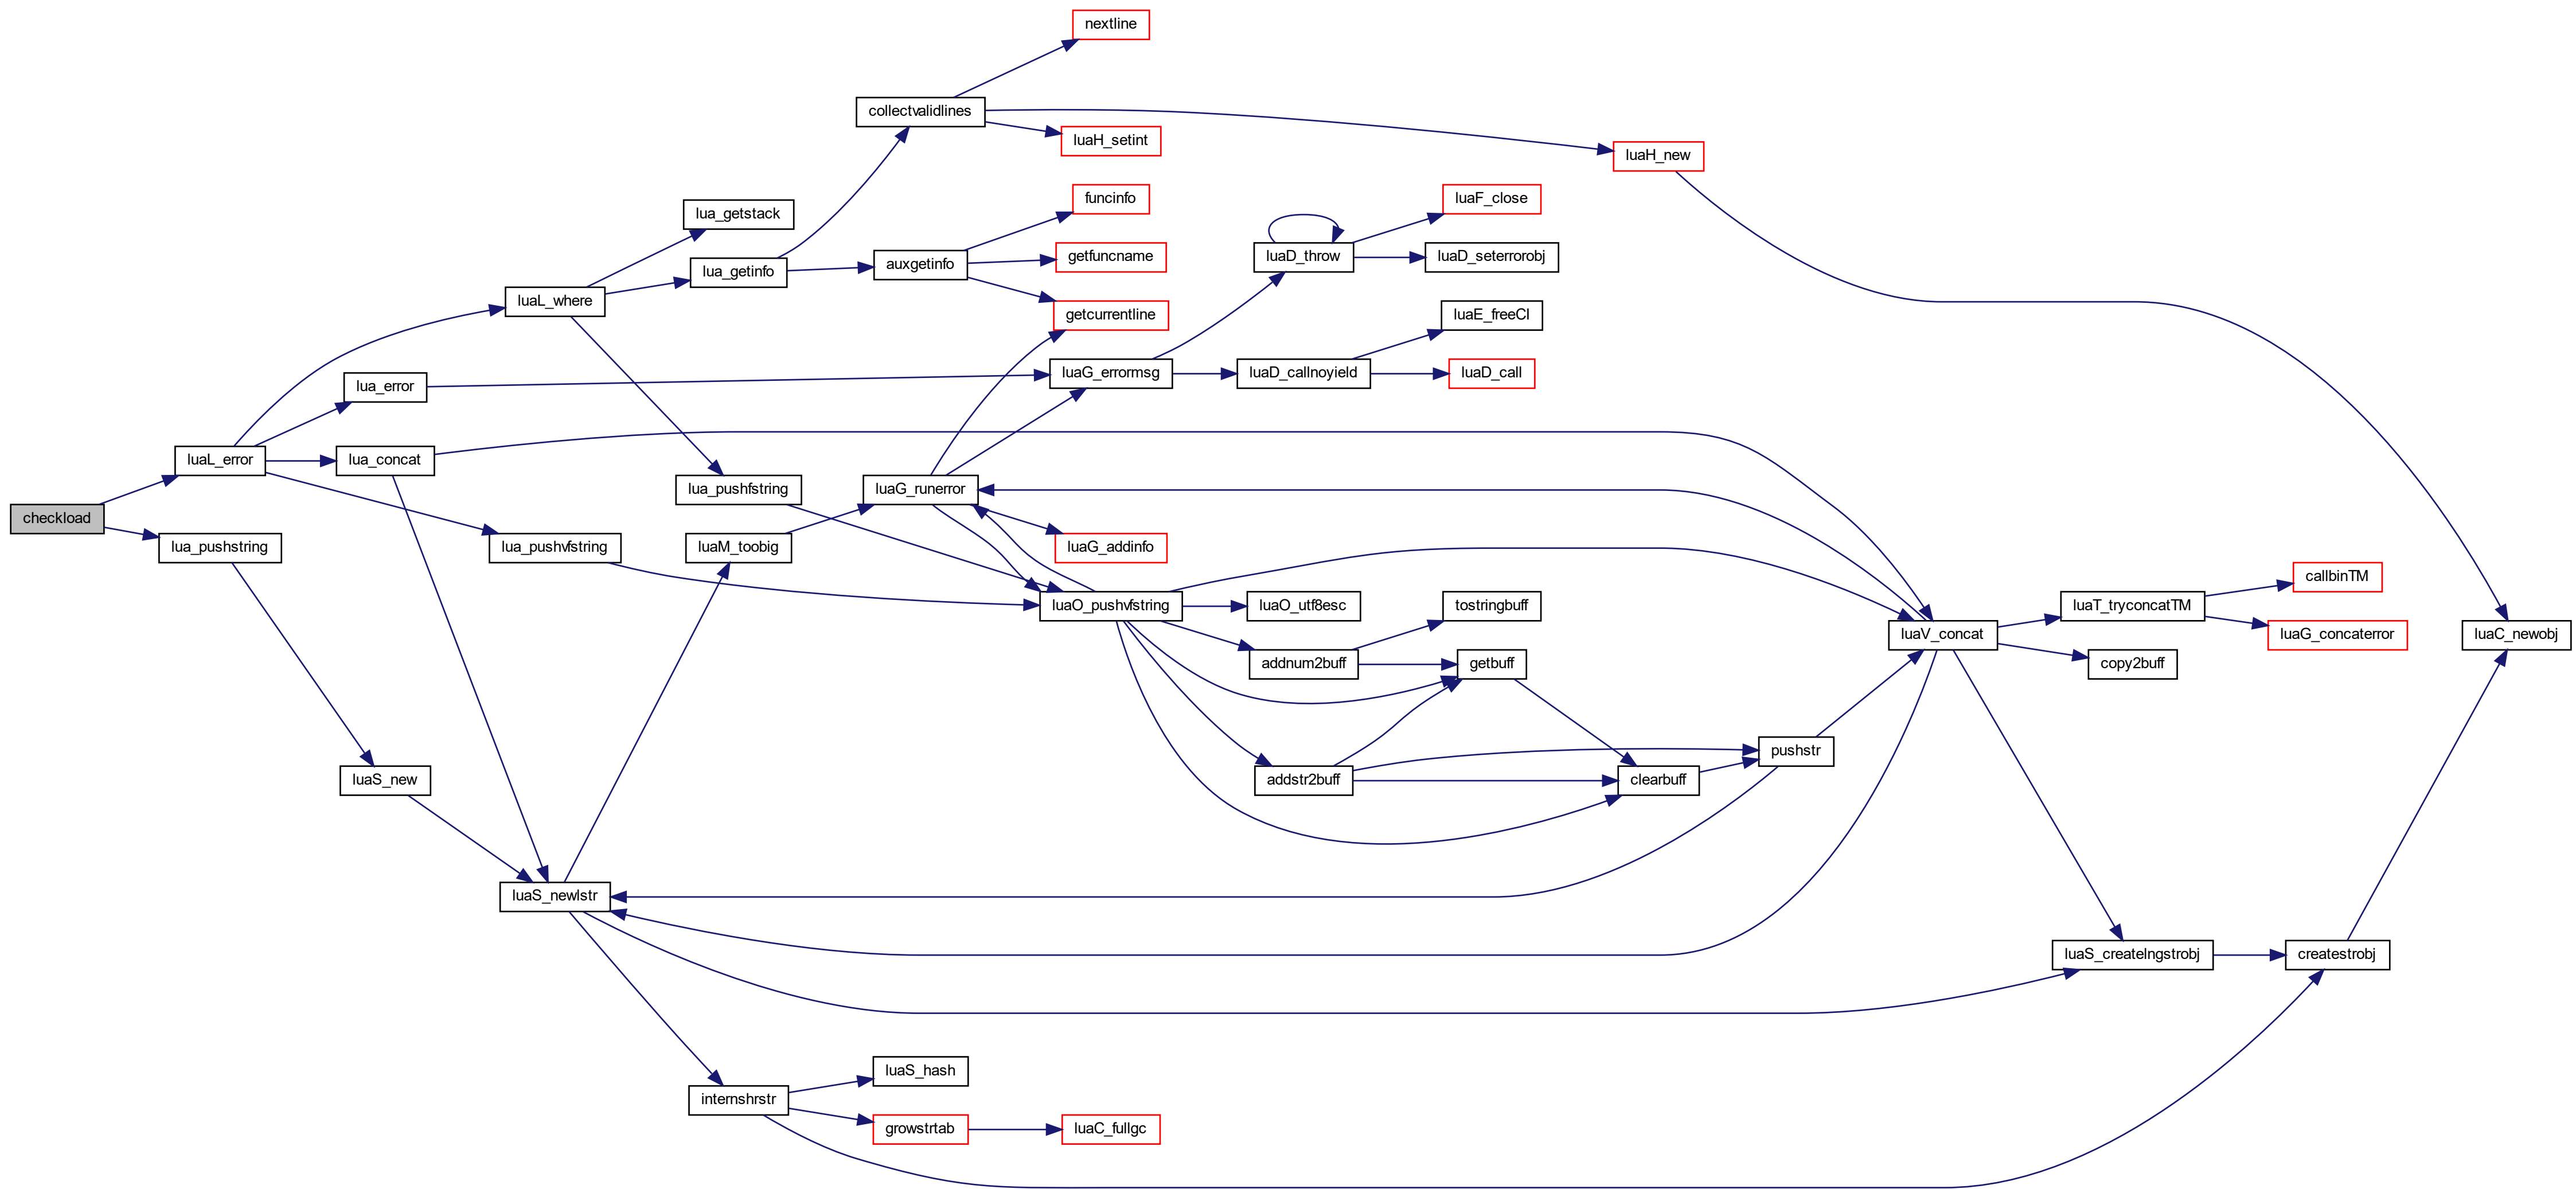 nextline
collectvalidlines
luaH_setint
luaH_new
funcinfo
luaF_close
lua_getstack
getfuncname
luaD_throw
luaD_seterrorobj
auxgetinfo
lua_getinfo
luaL_where
getcurrentline
luaE_freeCI
lua_error
luaG_errormsg
luaD_callnoyield
luaD_call
luaL_error
lua_concat
lua_pushfstring
luaG_runerror
checkload
lua_pushstring
lua_pushvfstring
luaM_toobig
luaG_addinfo
callbinTM
luaO_pushvfstring
luaO_utf8esc
tostringbuff
luaT_tryconcatTM
luaV_concat
luaG_concaterror
luaC_newobj
addnum2buff
getbuff
copy2buff
pushstr
luaS_new
addstr2buff
clearbuff
luaS_newlstr
luaS_createlngstrobj
createstrobj
luaS_hash
internshrstr
growstrtab
luaC_fullgc